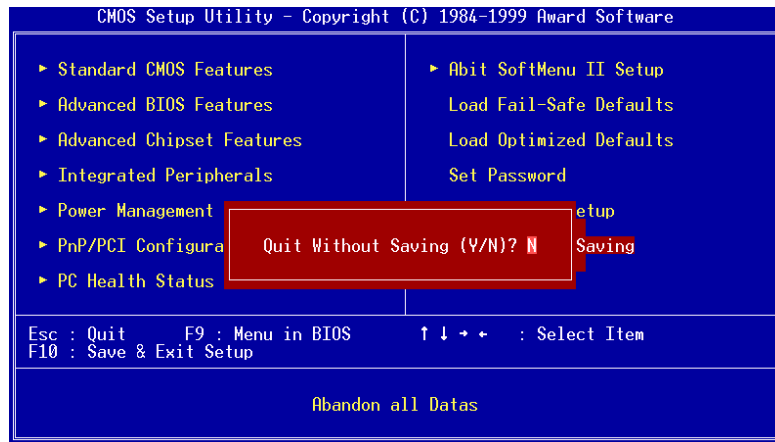 CMOS Setup Utility - Copyright (C) 1984-1999 Award Software
▸ Standard CMOS Features
▸ Advanced BIOS Features
▸ Advanced Chipset Features
▸ Integrated Peripherals
▸ Power Management
▸ PnP/PCI Configura
▸ PC Health Status
▸ Abit SoftMenu II Setup
Load Fail-Safe Defaults
Load Optimized Defaults
Set Password
etup
Saving
Quit Without Saving (Y/N)? N
Esc : Quit F9 : Menu in BIOS ↑ ↓ → ← : Select Item
F10 : Save & Exit Setup
Abandon all Datas